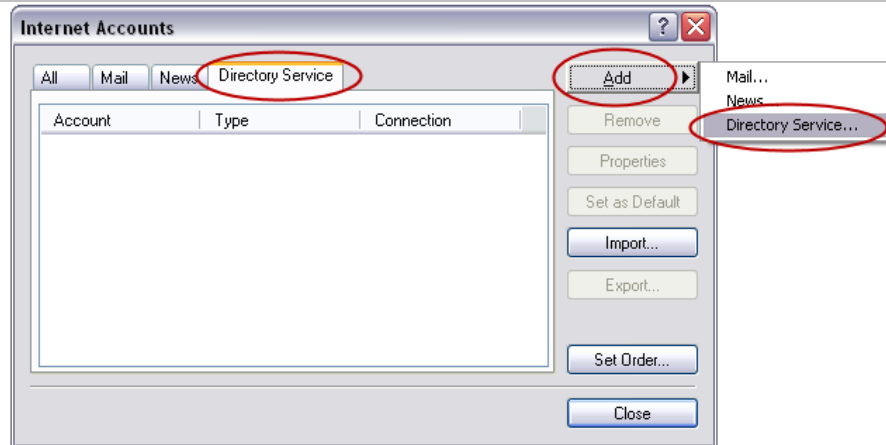 Internet Accounts
All Mail News Directory Service
Account Type Connection
Add
Remove
Properties
Set as Default
Import...
Export...
Set Order...
Close
Mail...
News...
Directory Service...